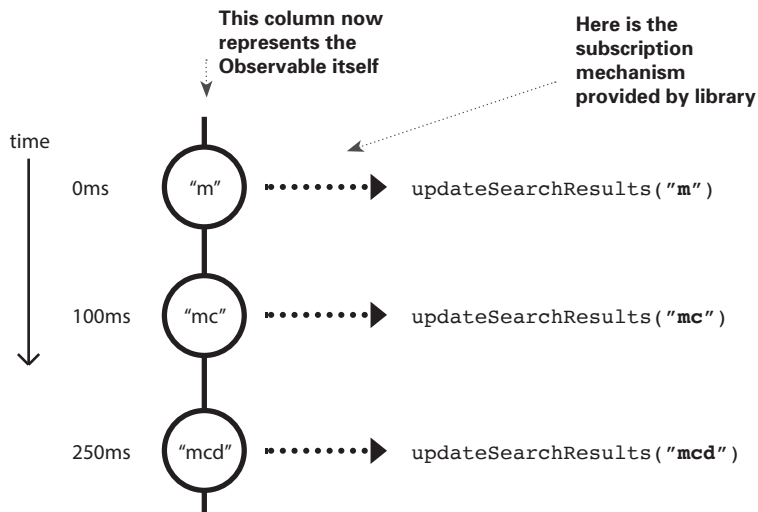 This column now
represents the
Observable itself
Here is the
subscription
mechanism
provided by library
time
0ms
“m”
updateSearchResults("m")
100ms
“mc”
updateSearchResults("mc")
250ms
“mcd”
updateSearchResults("mcd")